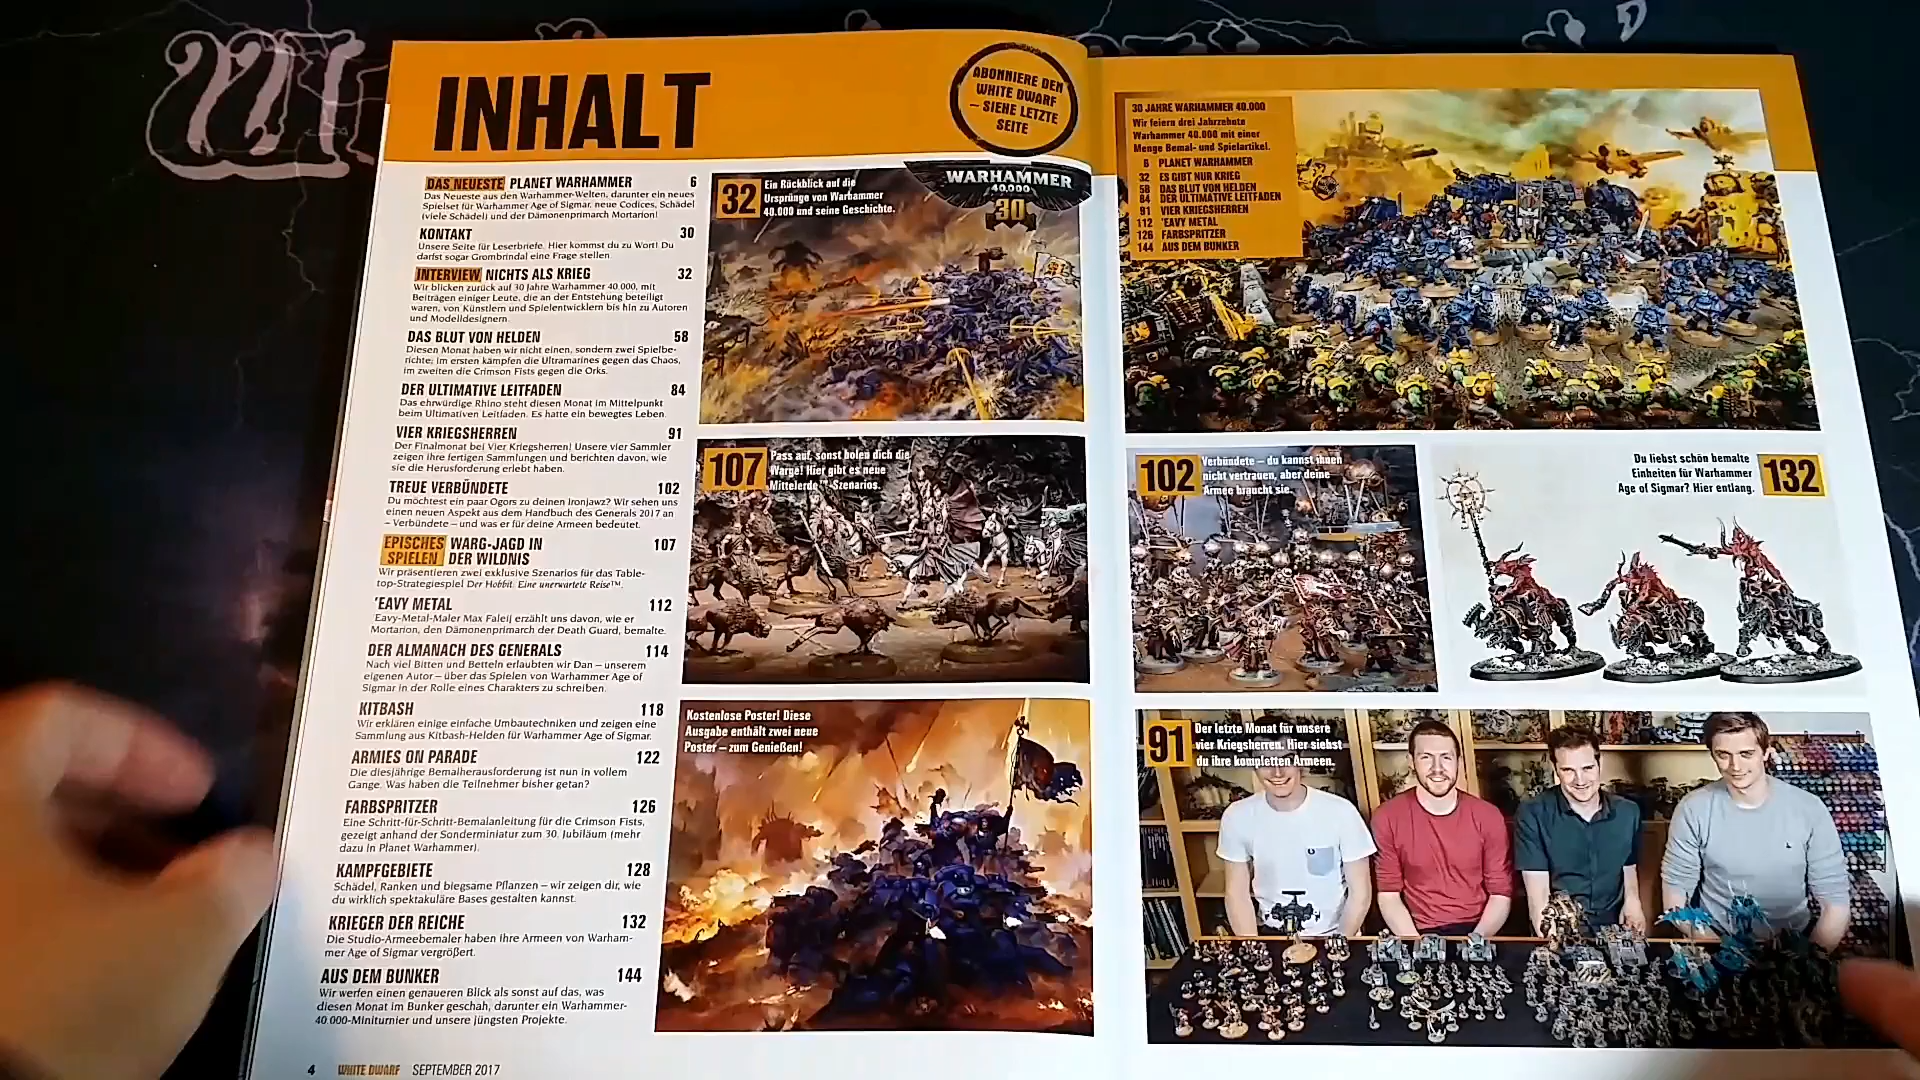 INHALT
ABONNIERE DEN
WHITE DWARF
– SIEHE LETZTE
SEITE
DAS NEUESTE PLANET WARHAMMER 6
Das Neueste aus den Warhammer-Welten, darunter ein neues
Spielset für Warhammer Age of Sigmar, neue Codices, Schädel
(viele Schädel) und der Dämonenprimarch Mortarion!
KONTAKT 30
Unsere Seite für Leserbriefe. Hier kommst du zu Wort! Du
darfst sogar Grombrindal eine Frage stellen.
INTERVIEW NICHTS ALS KRIEG 32
Wir blicken zurück auf 30 Jahre Warhammer 40.000, mit
Beiträgen einiger Leute, die an der Entstehung beteiligt
waren, von Künstlern und Spielentwicklern bis hin zu Autoren
und Modelldesignern.
DAS BLUT VON HELDEN 58
Diesen Monat haben wir nicht einen, sondern zwei Spielbe-
richte; im ersten kämpfen die Ultramarines gegen das Chaos,
im zweiten die Crimson Fists gegen die Orks.
DER ULTIMATIVE LEITFADEN 84
Das ehrwürdige Rhino steht diesen Monat im Mittelpunkt
beim Ultimativen Leitfaden. Es hatte ein bewegtes Leben.
VIER KRIEGSHERREN 91
Der Finalmonat bei Vier Kriegsherren! Unsere vier Sammler
zeigen ihre fertigen Sammlungen und berichten davon, wie
sie die Herusforderung erlebt haben.
TREUE VERBÜNDETE 102
Du möchtest ein paar Ogors zu deinen Ironjawz? Wir sehen uns
einen neuen Aspekt aus dem Handbuch des Generals 2017 an
– Verbündete – und was er für deine Armeen bedeutet.
EPISCHES SPIELEN WARG-JAGD IN DER WILDNIS 107
Wir präsentieren zwei exklusive Szenarios für das Table-
top-Strategiespiel Der Hobbit: Eine unerwartete Reise™.
'EAVY METAL 112
'Eavy-Metal-Maler Max Faleij erzählt uns davon, wie er
Mortarion, den Dämonenprimarch der Death Guard, bemalte.
DER ALMANACH DES GENERALS 114
Nach viel Bitten und Betteln erlaubten wir Dan – unserem
eigenen Autor – über das Spielen von Warhammer Age of
Sigmar in der Rolle eines Charakters zu schreiben.
KITBASH 118
Wir erklären einige einfache Umbautechniken und zeigen eine
Sammlung aus Kitbash-Helden für Warhammer Age of Sigmar.
ARMIES ON PARADE 122
Die diesjährige Bemalherausforderung ist nun in vollem
Gange. Was haben die Teilnehmer bisher getan?
FARBSPRITZER 126
Eine Schritt-für-Schritt-Bemalanleitung für die Crimson Fists,
gezeigt anhand der Sonderminiatur zum 30. Jubiläum (mehr
dazu in Planet Warhammer).
KAMPFGEBIETE 128
Schädel, Ranken und biegsame Pflanzen – wir zeigen dir, wie
du wirklich spektakuläre Bases gestalten kannst.
KRIEGER DER REICHE 132
Die Studio-Armeebemaler haben ihre Armeen von Warham-
mer Age of Sigmar vergrößert.
AUS DEM BUNKER 144
Wir werfen einen genaueren Blick als sonst auf das, was
diesen Monat im Bunker geschah, darunter ein Warhammer-
40.000-Miniturnier und unsere jüngsten Projekte.
4 WHITE DWARF SEPTEMBER 2017
32
Ein Rückblick auf die
Ursprünge von Warhammer
40.000 und seine Geschichte.
WARHAMMER
40.000
30
107
Pass auf, sonst holen dich die
Warge! Hier gibt es neue
Mittelerde™-Szenarios.
Kostenlose Poster! Diese
Ausgabe enthält zwei neue
Poster – zum Genießen!
30 JAHRE WARHAMMER 40.000
Wir feiern drei Jahrzehnte
Warhammer 40.000 mit einer
Menge Bemal- und Spielartikel.
6 PLANET WARHAMMER
32 ES GIBT NUR KRIEG
58 DAS BLUT VON HELDEN
84 DER ULTIMATIVE LEITFADEN
91 VIER KRIEGSHERREN
112 'EAVY METAL
126 FARBSPRITZER
144 AUS DEM BUNKER
102
Verbündete – du kannst ihnen
nicht vertrauen, aber deine
Armee braucht sie.
Du liebst schön bemalte
Einheiten für Warhammer
Age of Sigmar? Hier entlang.
132
91
Der letzte Monat für unsere
vier Kriegsherren. Hier siehst
du ihre kompletten Armeen.